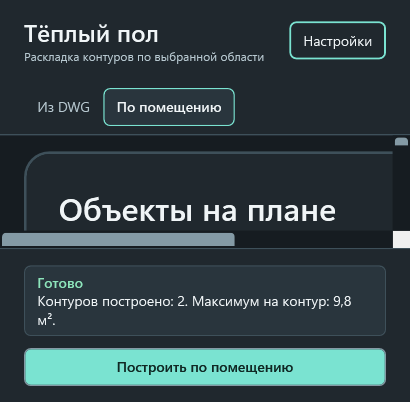 Тёплый пол
Настройки
Раскладка контуров по выбранной области
Из DWG
По помещению
Объекты на плане
Готово
Контуров построено: 2. Максимум на контур: 9,8
м².
Построить по помещению